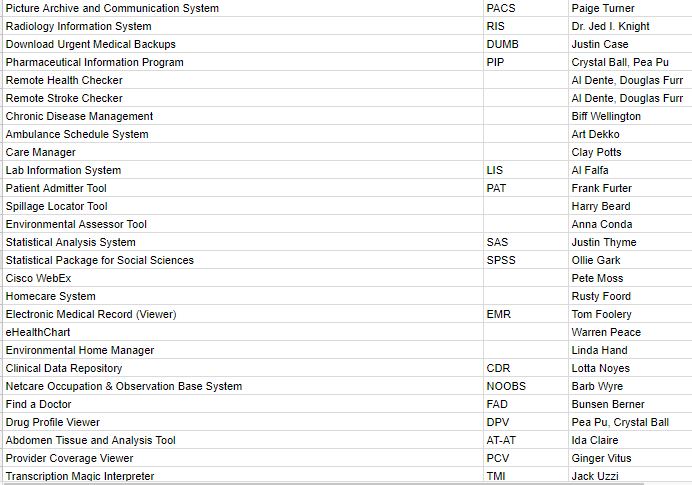 Picture Archive and Communication System PACS Paige Turner
Radiology Information System RIS Dr. Jed I. Knight
Download Urgent Medical Backups DUMB Justin Case
Pharmaceutical Information Program PIP Crystal Ball, Pea Pu
Remote Health Checker Al Dente, Douglas Furr
Remote Stroke Checker Al Dente, Douglas Furr
Chronic Disease Management Biff Wellington
Ambulance Schedule System Art Dekko
Care Manager Clay Potts
Lab Information System LIS Al Falfa
Patient Admitter Tool PAT Frank Furter
Spillage Locator Tool Harry Beard
Environmental Assessor Tool Anna Conda
Statistical Analysis System SAS Justin Thyme
Statistical Package for Social Sciences SPSS Ollie Gark
Cisco WebEx Pete Moss
Homecare System Rusty Foord
Electronic Medical Record (Viewer) EMR Tom Foolery
eHealthChart Warren Peace
Environmental Home Manager Linda Hand
Clinical Data Repository CDR Lotta Noyes
Netcare Occupation & Observation Base System NOOBS Barb Wyre
Find a Doctor FAD Bunsen Berner
Drug Profile Viewer DPV Pea Pu, Crystal Ball
Abdomen Tissue and Analysis Tool AT-AT Ida Claire
Provider Coverage Viewer PCV Ginger Vitus
Transcription Magic Interpreter TMI Jack Uzzi